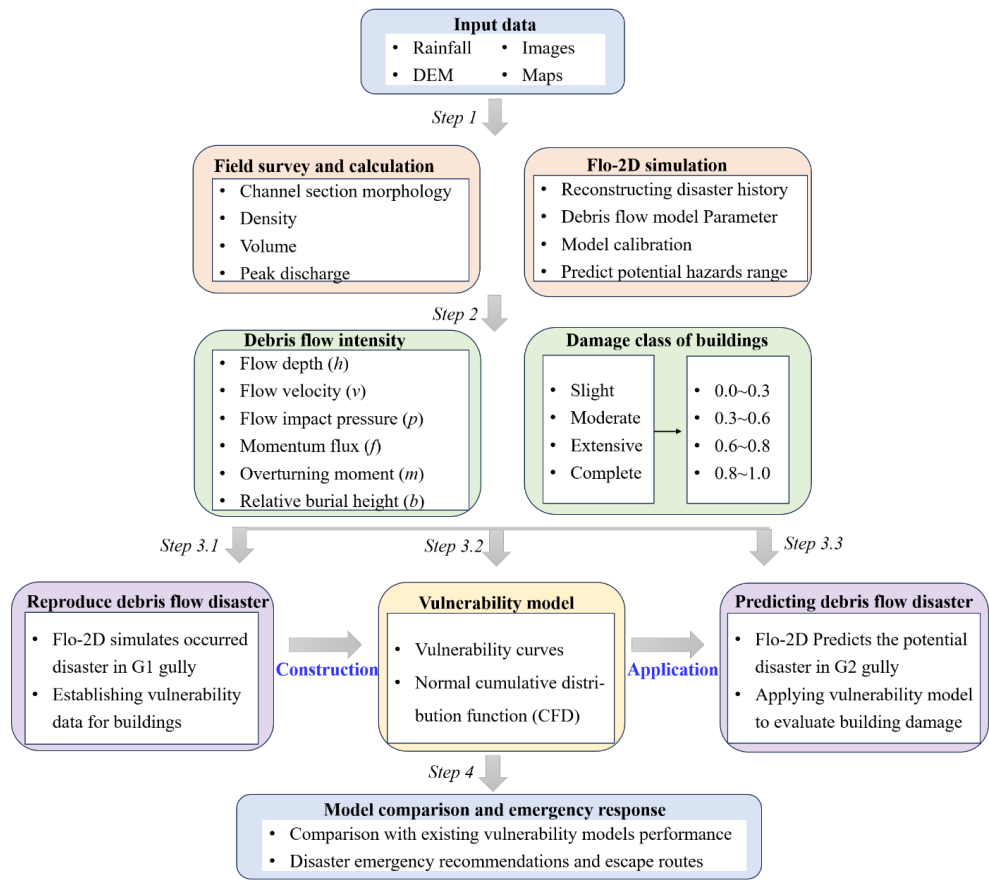 Input data
• Rainfall
• DEM
• Images
• Maps
Step 1
Field survey and calculation
• Channel section morphology
• Density
• Volume
• Peak discharge
Flo-2D simulation
• Reconstructing disaster history
• Debris flow model Parameter
• Model calibration
• Predict potential hazards range
Step 2
Debris flow intensity
• Flow depth (h)
• Flow velocity (v)
• Flow impact pressure (p)
• Momentum flux (f)
• Overturning moment (m)
• Relative burial height (b)
Damage class of buildings
• Slight
• Moderate
• Extensive
• Complete
• 0.0~0.3
• 0.3~0.6
• 0.6~0.8
• 0.8~1.0
Step 3.1
Step 3.2
Step 3.3
Reproduce debris flow disaster
• Flo-2D simulates occurred
disaster in G1 gully
• Establishing vulnerability
data for buildings
Construction
Vulnerability model
• Vulnerability curves
• Normal cumulative distri-
bution function (CFD)
Application
Predicting debris flow disaster
• Flo-2D Predicts the potential
disaster in G2 gully
• Applying vulnerability model
to evaluate building damage
Step 4
Model comparison and emergency response
• Comparison with existing vulnerability models performance
• Disaster emergency recommendations and escape routes